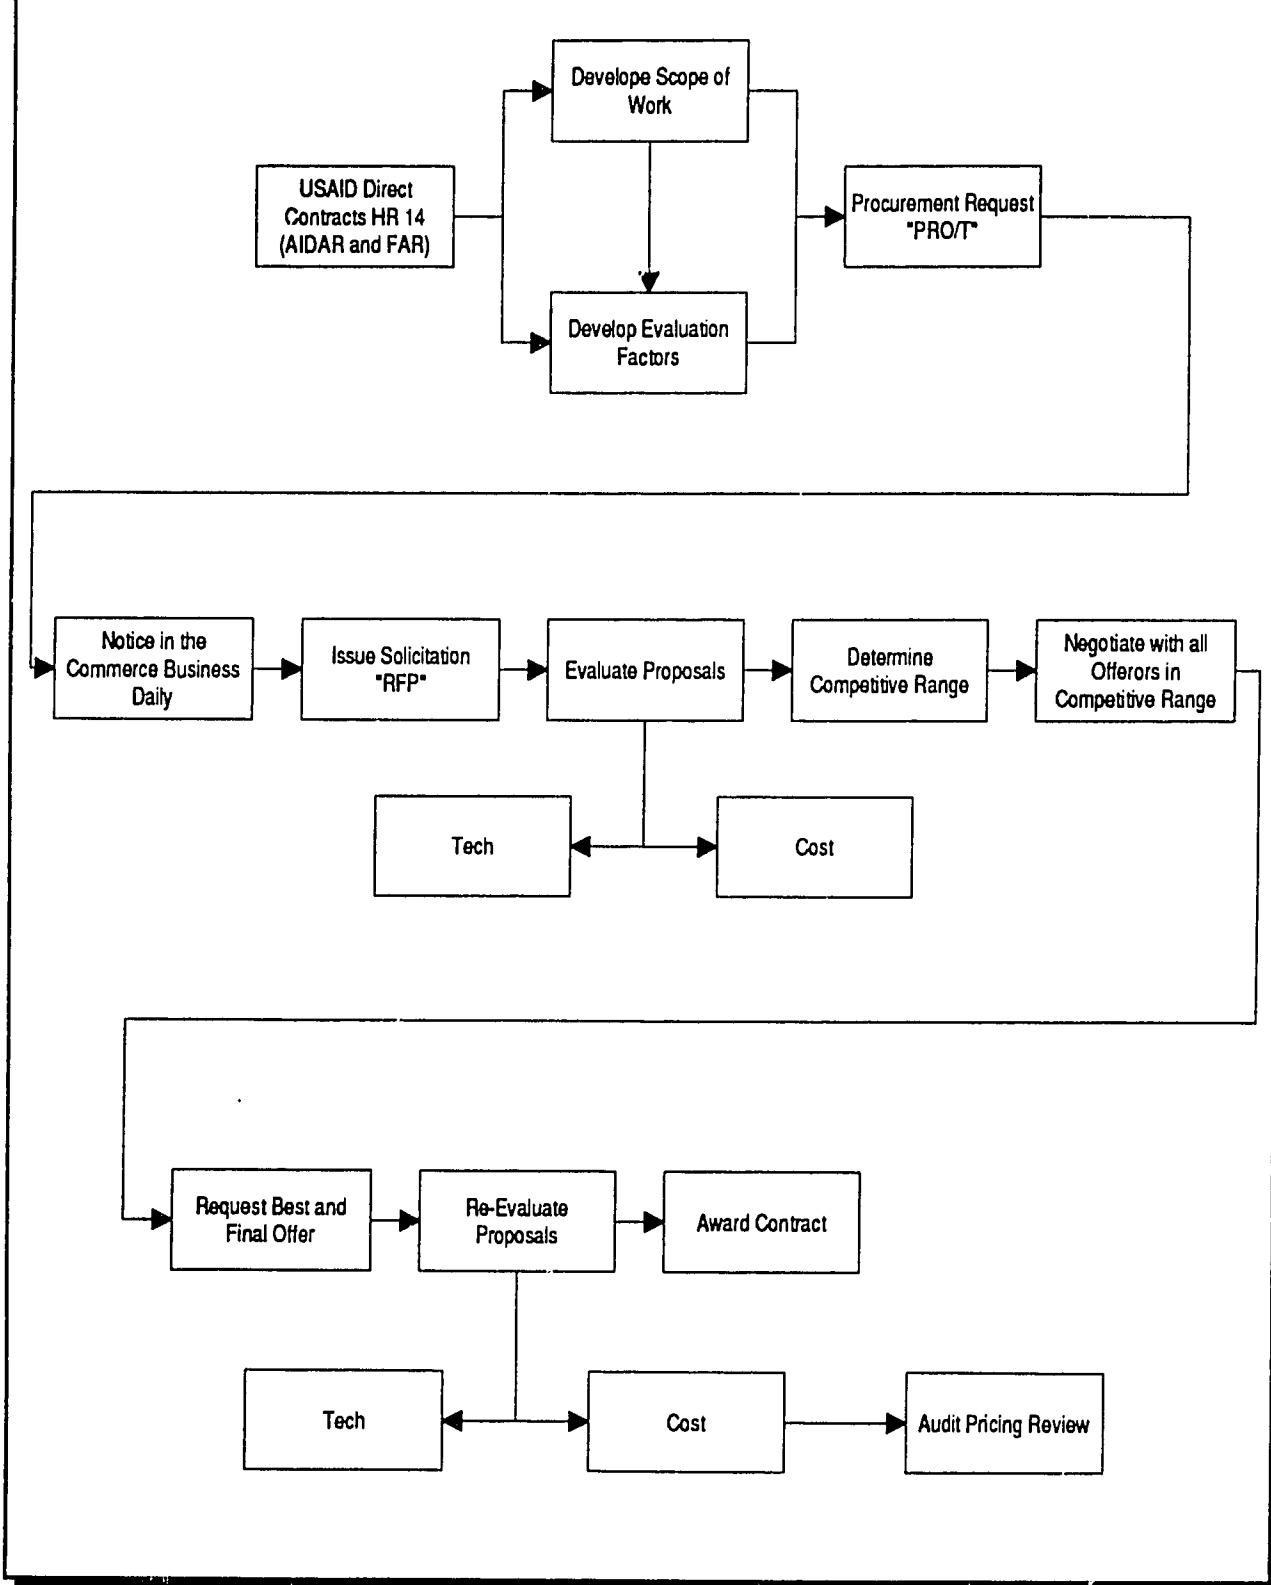 Develope Scope of
Work
USAID Direct
Contracts HR 14
(AIDAR and FAR)
Procurement Request
"PRO/T"
Develop Evaluation
Factors
Notice in the
Commerce Business
Daily
Issue Solicitation
"RFP"
Evaluate Proposals
Determine
Competitive Range
Negotiate with all
Offerors in
Competitive Range
Tech
Cost
Request Best and
Final Offer
Re-Evaluate
Proposals
Award Contract
Tech
Cost
Audit Pricing Review